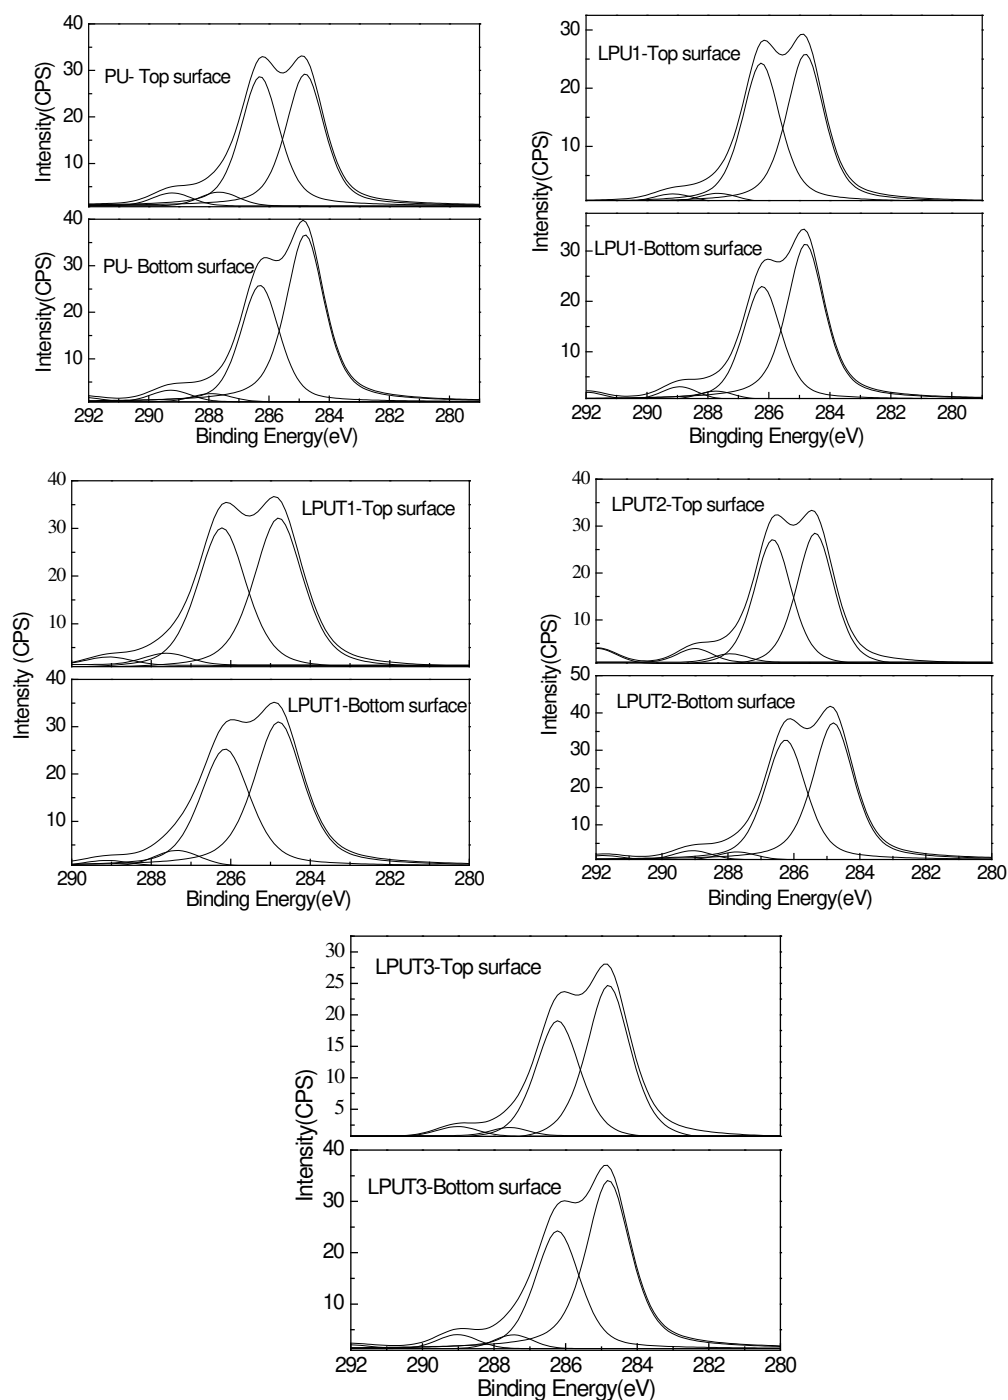 40
30
20
10
Intensity(CPS)
PU- Top surface
40
30
20
10
Intensity(CPS)
PU- Bottom surface
292 290 288 286 284 282 280
Binding Energy(eV)
30
20
10
LPU1-Top surface
Intensity(CPS)
30
20
10
LPU1-Bottom surface
292 290 288 286 284 282 280
Bingding Energy(eV)
40
30
20
10
LPUT1-Top surface
Intensity (CPS)
40
30
20
10
LPUT1-Bottom surface
290 288 286 284 282 280
Binding Energy(eV)
40
30
20
10
LPUT2-Top surface
Intensity(CPS)
50
40
30
20
10
LPUT2-Bottom surface
292 290 288 286 284 282 280
Binding Energy(eV)
30
25
20
15
10
5
LPUT3-Top surface
Intensity(CPS)
40
30
20
10
LPUT3-Bottom surface
292 290 288 286 284 282 280
Binding Energy(eV)